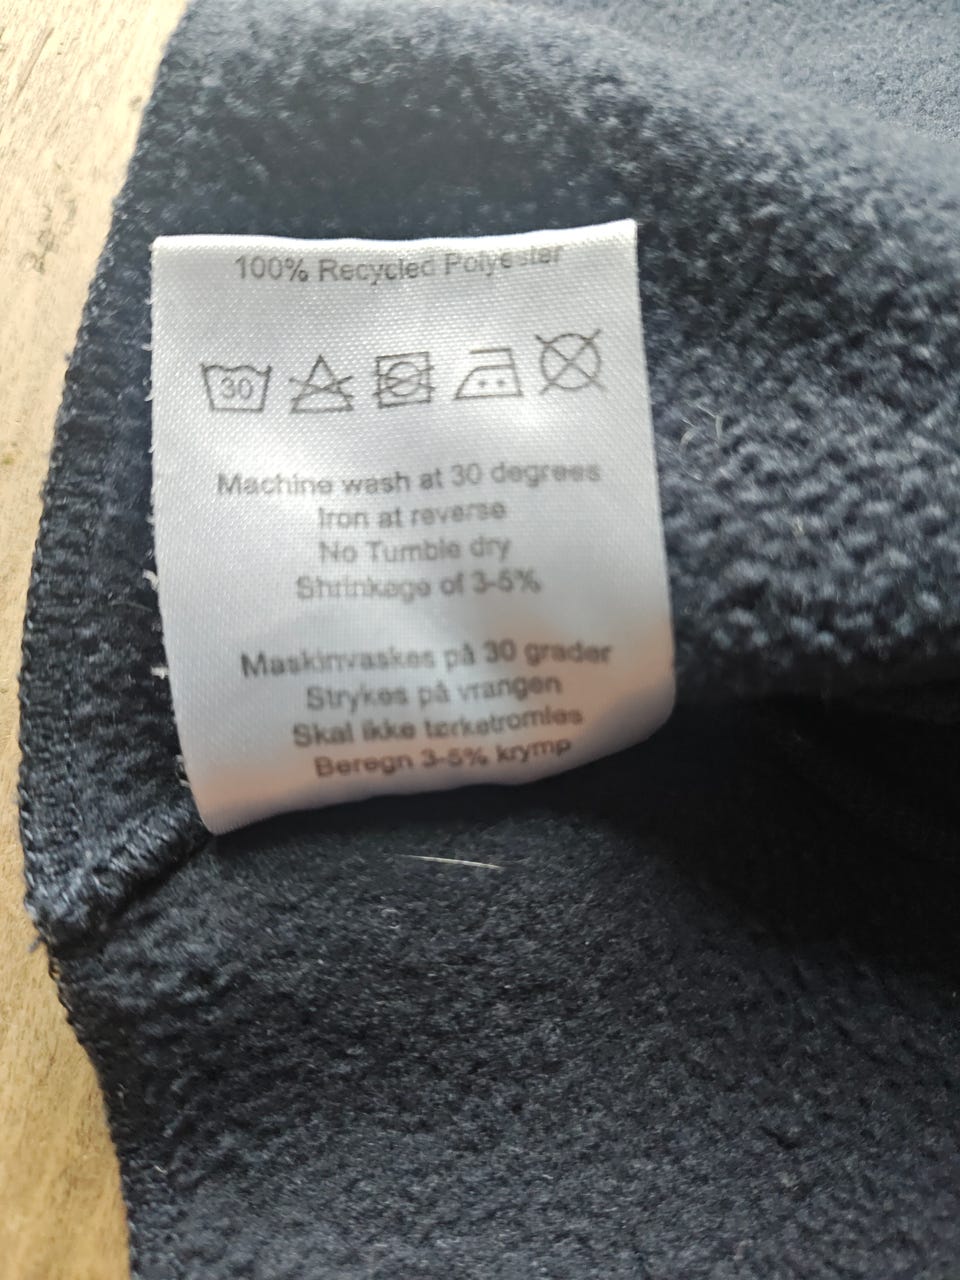 100% Recycled Polyester
30
Machine wash at 30 degrees
Iron at reverse
No Tumble dry
Shrinkage of 3-5%
Maskinvaskes på 30 grader
Strykes på vrangen
Skal ikke tørketromles
Beregn 3-5% krymp